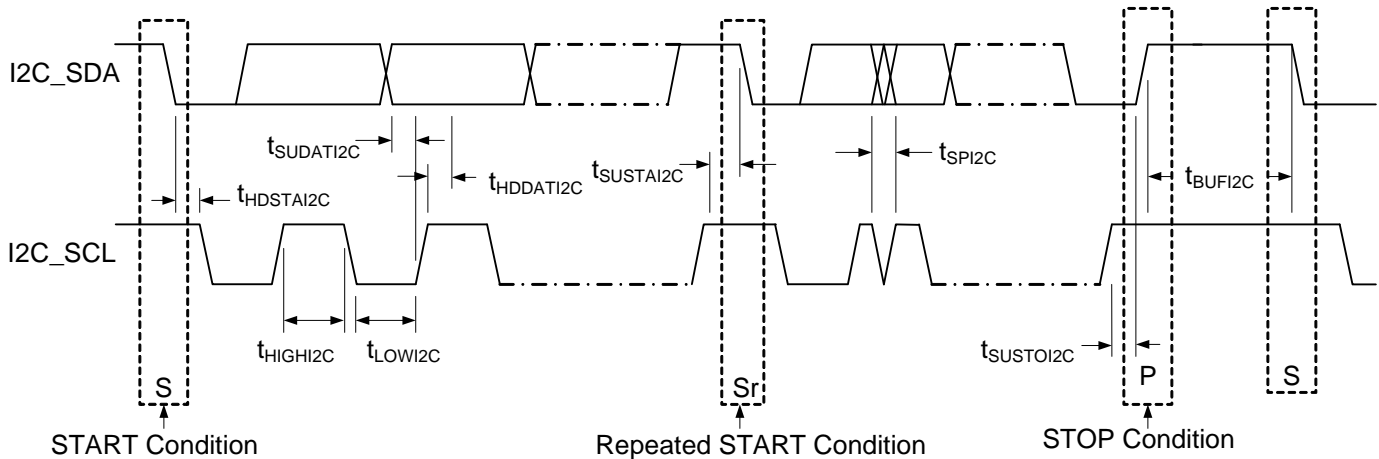 I2C_SDA
tSUDATI2C
tHDDATI2C
tSUSTAI2C
tSPI2C
tBUFI2C
tHDSTAI2C
I2C_SCL
tHIGHI2C
tLOWI2C
tSUSTOI2C
S
Sr
P
S
START Condition
Repeated START Condition
STOP Condition